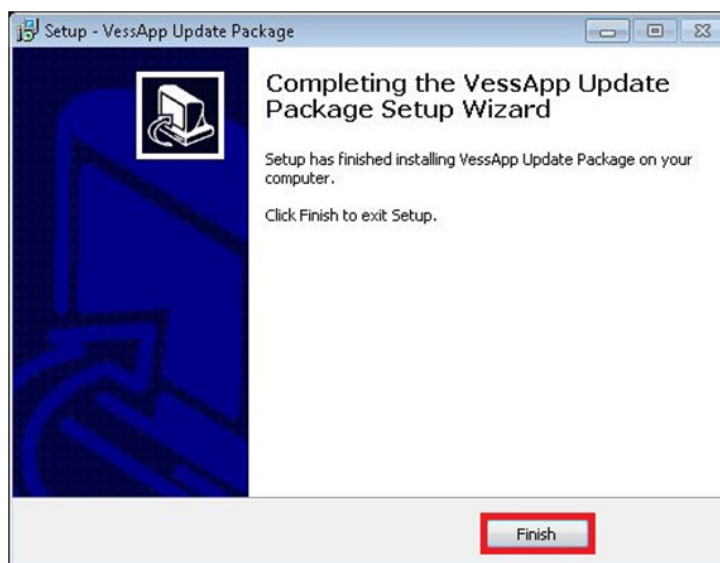 Setup - VessApp Update Package
Completing the VessApp Update
Package Setup Wizard
Setup has finished installing VessApp Update Package on your
computer.
Click Finish to exit Setup.
Finish